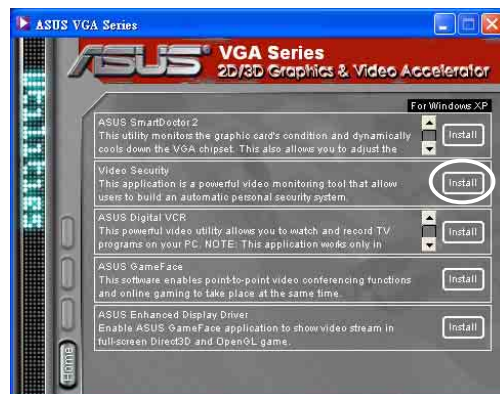 ASUS VGA Series
ASUS VGA Series
2D/3D Graphics & Video Accelerator
For Windows XP
ASUS SmartDoctor 2
This utility monitors the graphic card's condition and dynamically
cools down the VGA chipset. This also allows you to adjust the
Install
Video Security
This application is a powerful video monitoring tool that allow
users to build an automatic personal security system.
Install
ASUS Digital VCR
This powerful video utility allows you to watch and record TV
programs on your PC. NOTE: This application works only in
Install
ASUS GameFace
This software enables point-to-point video conferencing functions
and online gaming to take place at the same time.
Install
ASUS Enhanced Display Driver
Enable ASUS GameFace application to show video stream in
full-screen Direct3D and OpenGL game.
Install
Home